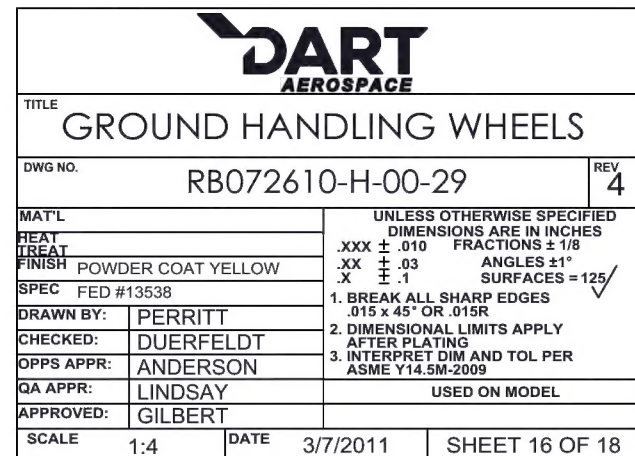 DART
AEROSPACE
TITLE
GROUND HANDLING WHEELS
DWG NO.
RB072610-H-00-29
REV
4
MAT'L
HEAT
TREAT
FINISH POWDER COAT YELLOW
SPEC FED #13538
DRAWN BY: PERRITT
CHECKED: DUERFELDT
OPPS APPR: ANDERSON
QA APPR: LINDSAY
APPROVED: GILBERT
UNLESS OTHERWISE SPECIFIED
DIMENSIONS ARE IN INCHES
.XXX ± .010 FRACTIONS ± 1/8
.XX ± .03 ANGLES ±1°
.X ± .1 SURFACES = 125
1. BREAK ALL SHARP EDGES
.015 x 45° OR .015R
2. DIMENSIONAL LIMITS APPLY
AFTER PLATING
3. INTERPRET DIM AND TOL PER
ASME Y14.5M-2009
USED ON MODEL
SCALE 1:4 DATE 3/7/2011 SHEET 16 OF 18